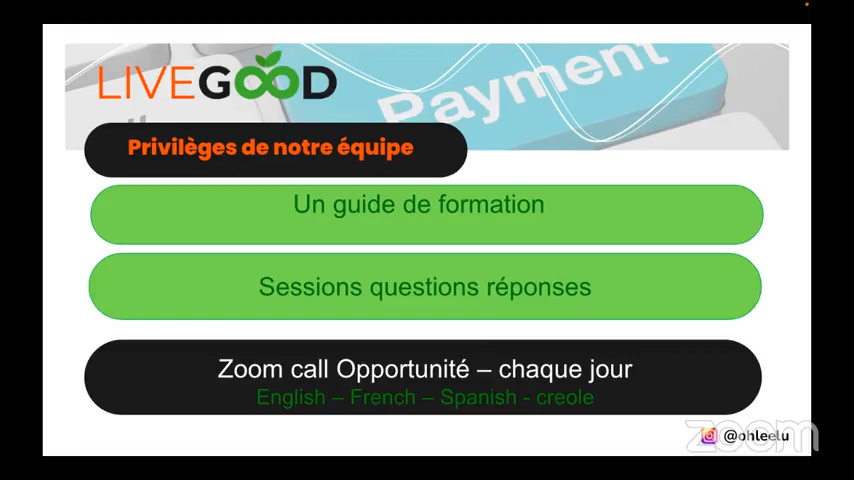 LIVEGOOD
Payment
Privilèges de notre équipe
Un guide de formation
Sessions questions réponses
Zoom call Opportunité – chaque jour
English – French – Spanish - creole
@ohleelu
zoom